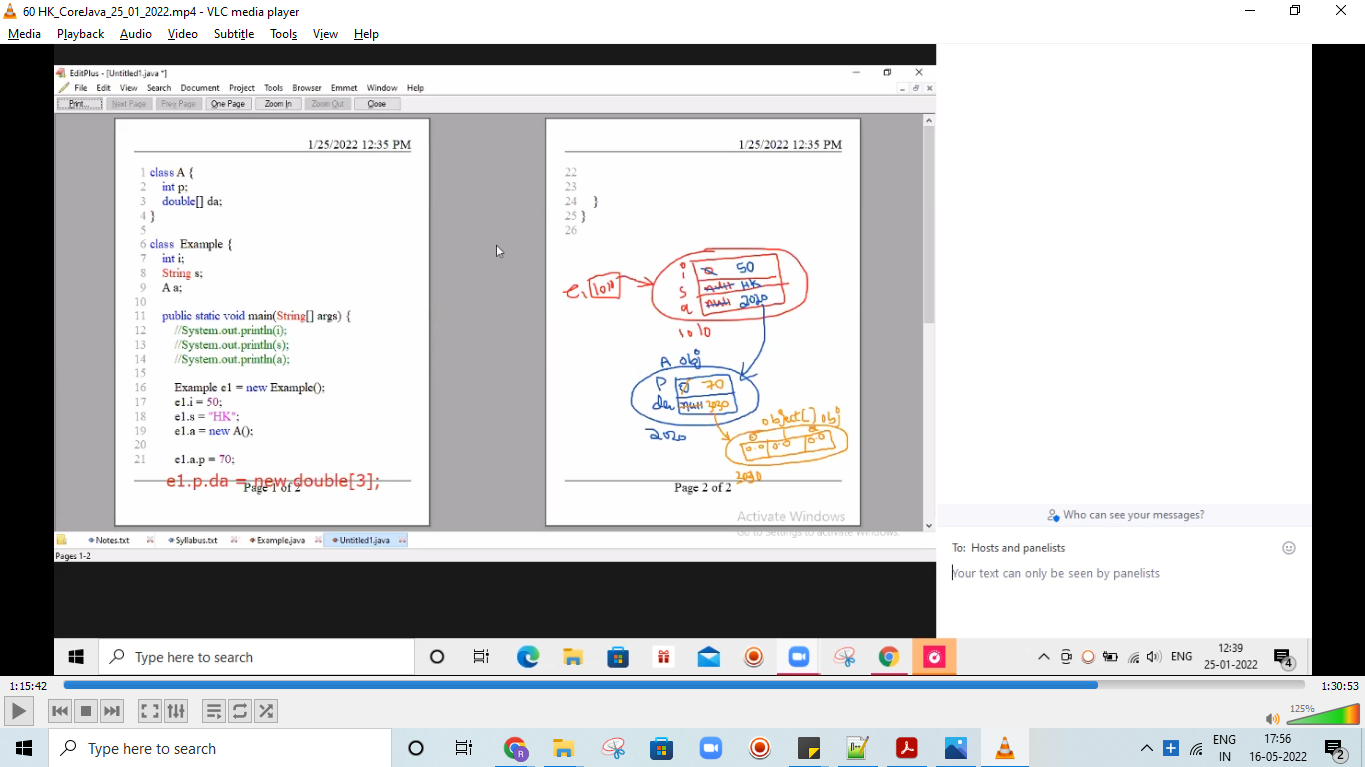 60 HK_CoreJava_25_01_2022.mp4 - VLC media player
Media Playback Audio Video Subtitle Tools View Help
EditPlus - [Untitled1.java *]
File Edit View Search Document Project Tools Browser Emmet Window Help
Print... Next Page Prev Page One Page Zoom In Zoom Out Close
1/25/2022 12:35 PM
1 class A {
2 int p;
3 double[] da;
4 }
5
6 class Example {
7 int i;
8 String s;
9 A a;
10
11 public static void main(String[] args) {
12 //System.out.println(i);
13 //System.out.println(s);
14 //System.out.println(a);
15
16 Example e1 = new Example();
17 e1.i = 50;
18 e1.s = "HK";
19 e1.a = new A();
20
21 e1.a.p = 70;
e1.p.da = new double[3];
Page 1 of 2
1/25/2022 12:35 PM
22
23
24 }
25 }
26
e1 1010
i 0 50
s null HK
a null 2020
1010
A obj
P 0 70
da null 2030
2020
object[] obj
0.0 0.0 0.0
2030
Page 2 of 2
Activate Windows
Go to Settings to activate Windows.
Notes.txt Syllabus.txt Example.java Untitled1.java
Pages 1-2
Who can see your messages?
To: Hosts and panelists
Your text can only be seen by panelists
Type here to search
ENG
12:39
25-01-2022
4
1:15:42
1:30:53
125%
Type here to search
R
ENG
IN
17:56
16-05-2022
2